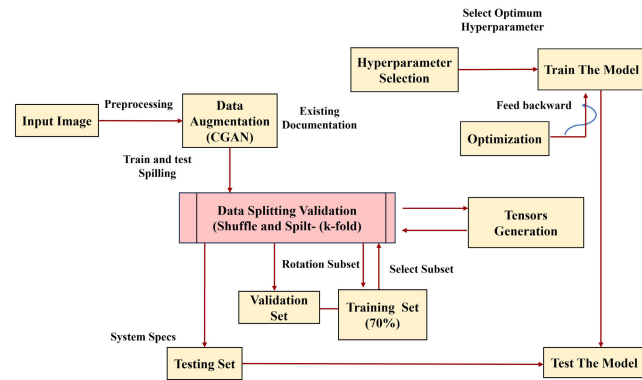 Select Optimum
Hyperparameter
Hyperparameter
Selection
Train The Model
Preprocessing
Input Image
Data
Augmentation
(CGAN)
Existing
Documentation
Feed backward
Optimization
Train and test
Spilling
Data Splitting Validation
(Shuffle and Spilt- (k-fold)
Tensors
Generation
Rotation Subset
Select Subset
Validation
Set
Training Set
(70%)
System Specs
Testing Set
Test The Model